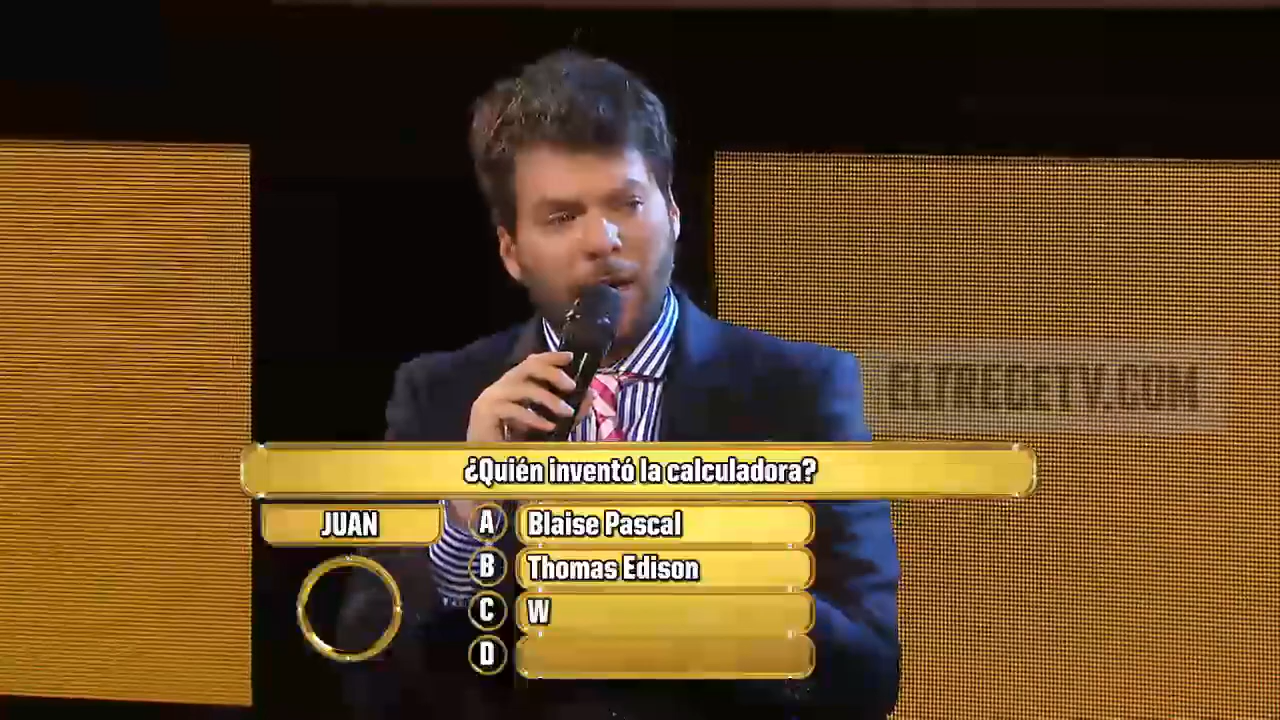 ELTRECETV.COM
¿Quién inventó la calculadora?
JUAN
A Blaise Pascal
B Thomas Edison
C W
D